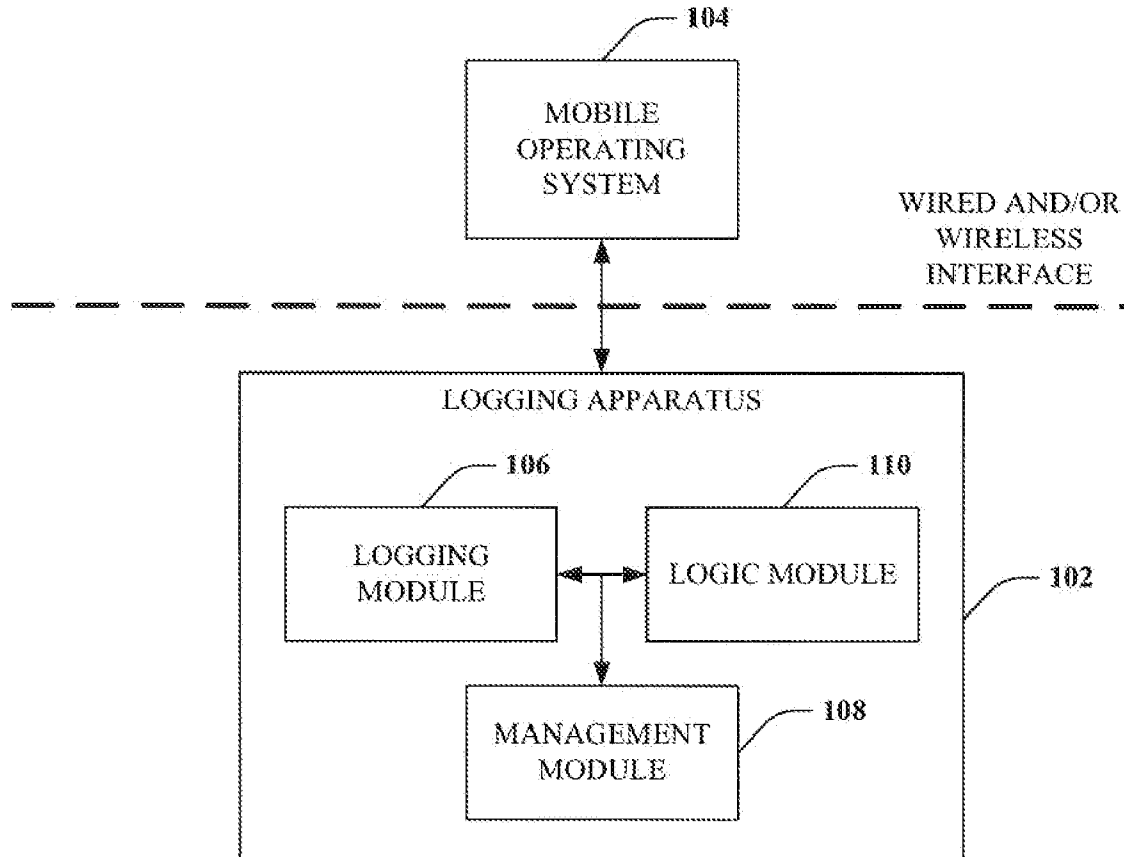 104
MOBILE
OPERATING
SYSTEM
WIRED AND/OR
WIRELESS
INTERFACE
LOGGING APPARATUS
106
110
LOGGING
MODULE
LOGIC MODULE
102
108
MANAGEMENT
MODULE